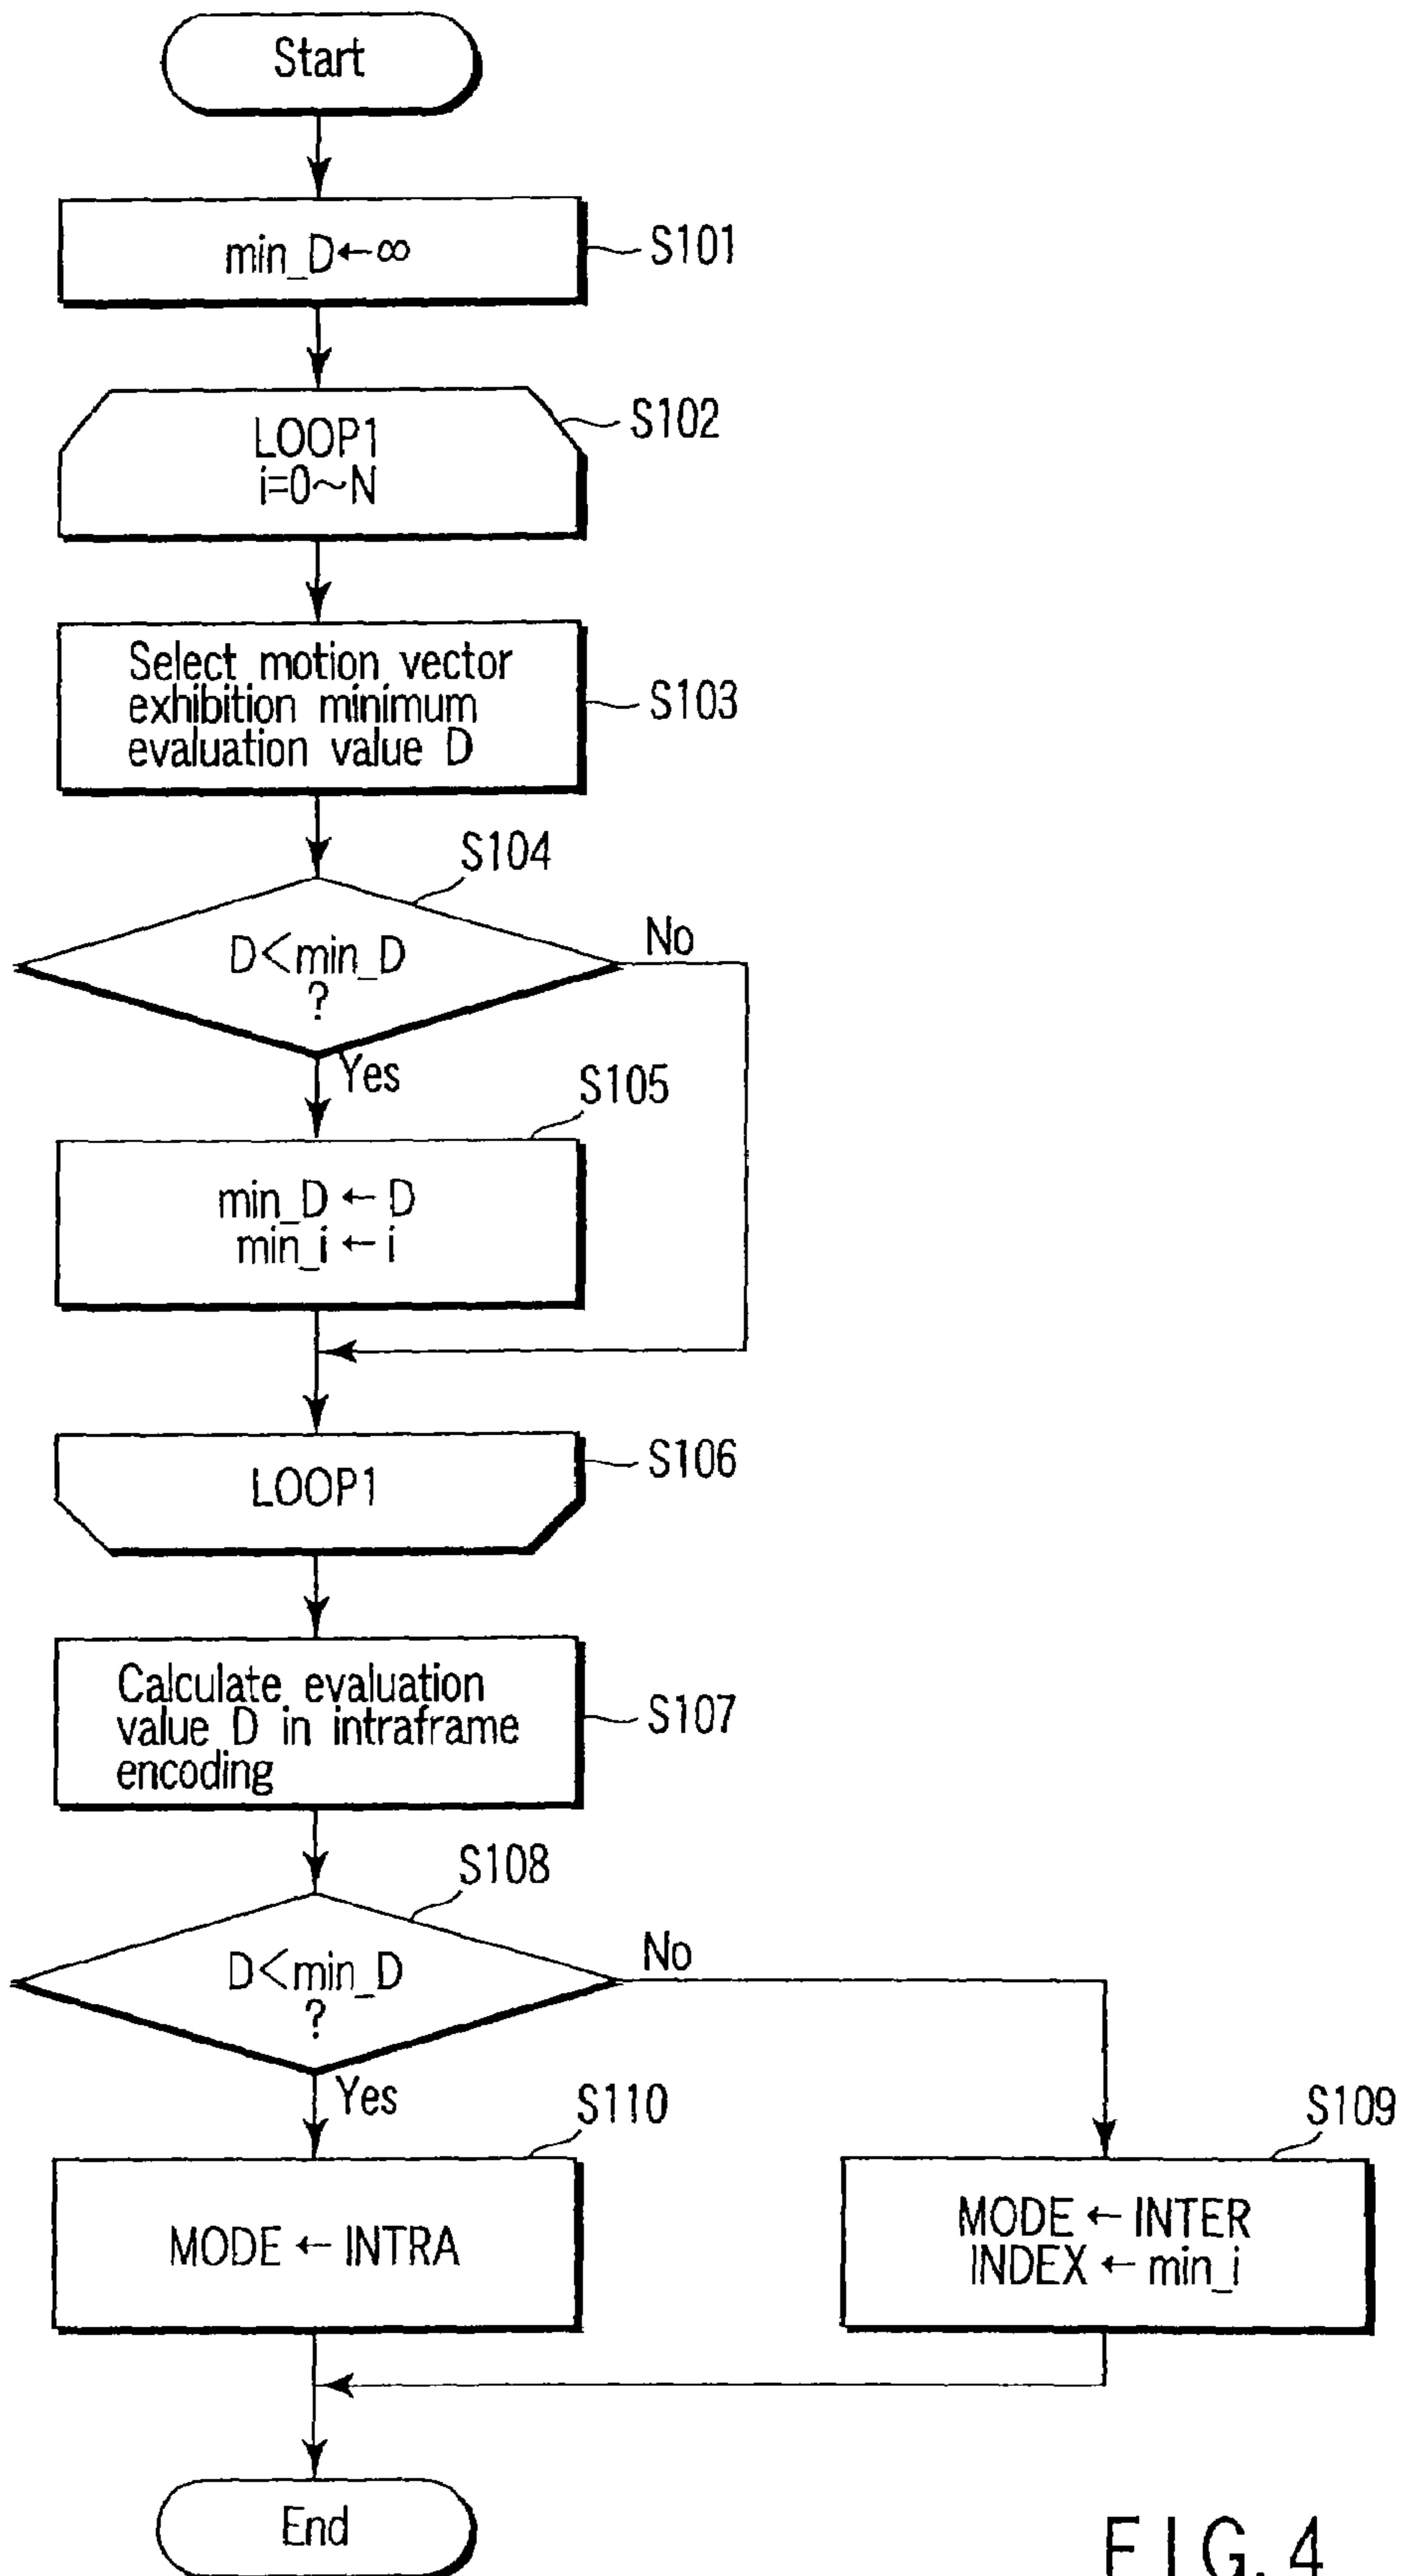 Start
min_D←∞
S101
LOOP1
i=0~N
S102
Select motion vector
exhibition minimum
evaluation value D
S103
S104
D<min_D
?
No
Yes
S105
min_D ← D
min_i ← i
LOOP1
S106
Calculate evaluation
value D in intraframe
encoding
S107
S108
D<min_D
?
No
Yes
S110
MODE ← INTRA
S109
MODE ← INTER
INDEX ← min_i
End
FIG. 4